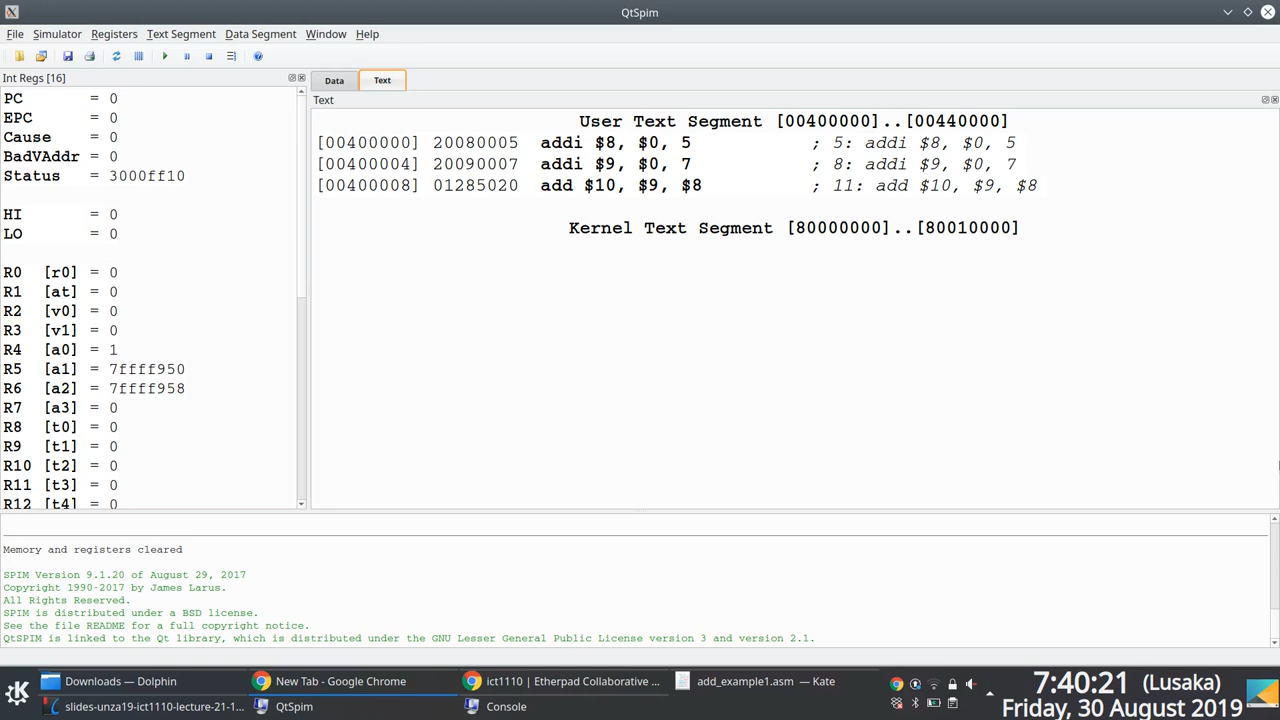 QtSpim
File Simulator Registers Text Segment Data Segment Window Help
Int Regs [16]
PC = 0
EPC = 0
Cause = 0
BadVAddr = 0
Status = 3000ff10
HI = 0
LO = 0
R0 [r0] = 0
R1 [at] = 0
R2 [v0] = 0
R3 [v1] = 0
R4 [a0] = 1
R5 [a1] = 7ffff950
R6 [a2] = 7ffff958
R7 [a3] = 0
R8 [t0] = 0
R9 [t1] = 0
R10 [t2] = 0
R11 [t3] = 0
R12 [t4] = 0
Data Text
Text
User Text Segment [00400000]..[00440000]
[00400000] 20080005 addi $8, $0, 5 ; 5: addi $8, $0, 5
[00400004] 20090007 addi $9, $0, 7 ; 8: addi $9, $0, 7
[00400008] 01285020 add $10, $9, $8 ; 11: add $10, $9, $8
Kernel Text Segment [80000000]..[80010000]
Memory and registers cleared
SPIM Version 9.1.20 of August 29, 2017
Copyright 1990-2017 by James Larus.
All Rights Reserved.
SPIM is distributed under a BSD license.
See the file README for a full copyright notice.
QtSPIM is linked to the Qt library, which is distributed under the GNU Lesser General Public License version 3 and version 2.1.
Downloads — Dolphin
New Tab - Google Chrome
ict1110 | Etherpad Collaborative ...
add_example1.asm — Kate
slides-unza19-ict1110-lecture-21-1...
QtSpim
Console
7:40:21 (Lusaka)
Friday, 30 August 2019